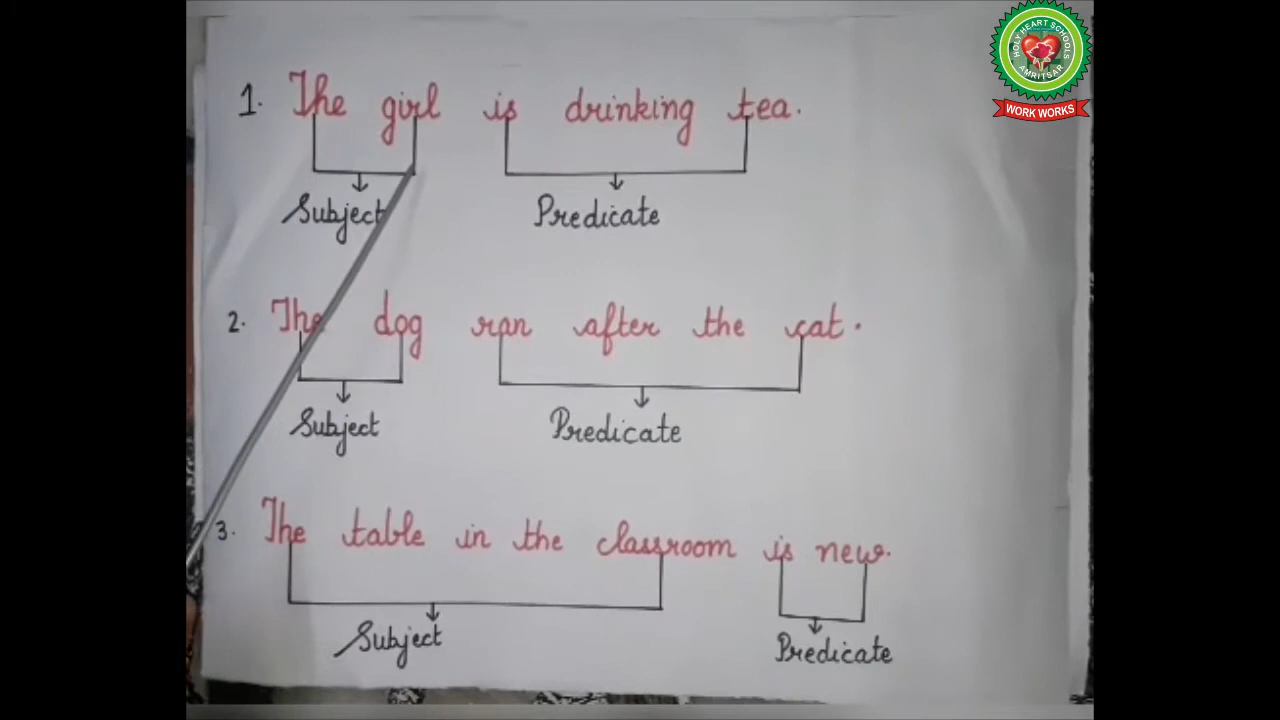 HOLY HEART SCHOOLS
AMRITSAR
WORK WORKS
1. The girl is drinking tea.
Subject Predicate
2. The dog ran after the cat.
Subject Predicate
3. The table in the classroom is new.
Subject Predicate